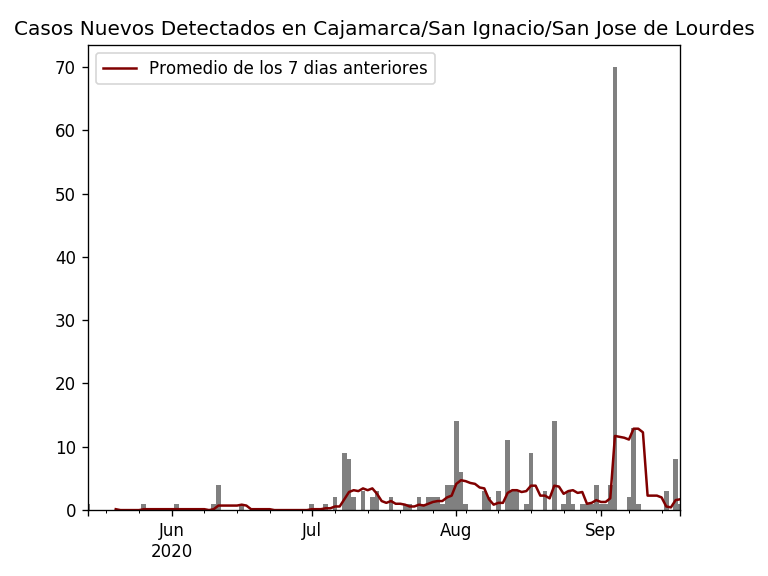 Casos Nuevos Detectados en Cajamarca/San Ignacio/San Jose de Lourdes
Promedio de los 7 dias anteriores
70
60
50
40
30
20
10
0
Jun
2020
Jul
Aug
Sep